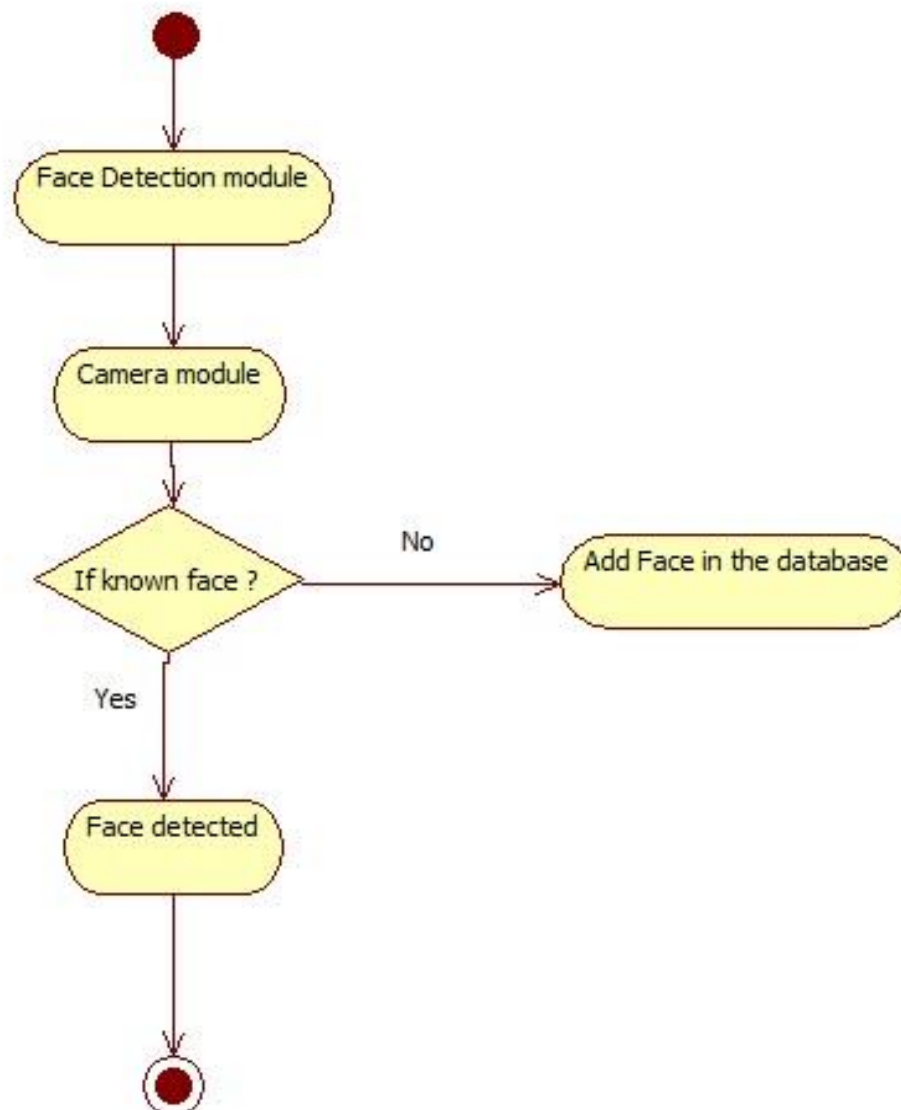 Face Detection module
Camera module
If known face ?
No
Add Face in the database
Yes
Face detected